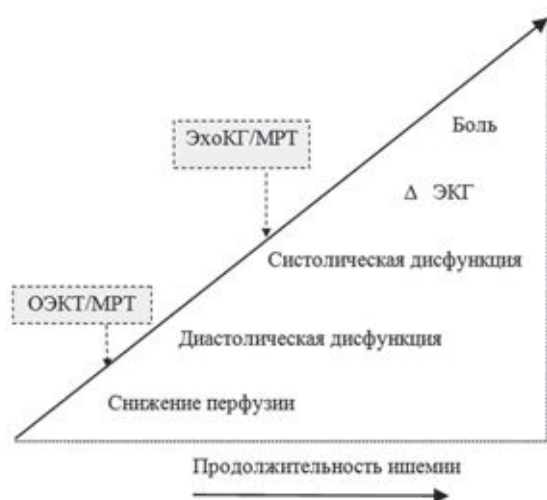 Боль
ЭхоКГ/МРТ
Δ ЭКГ
Систолическая дисфункция
ОЭКТ/МРТ
Диастолическая дисфункция
Снижение перфузии
Продолжительность ишемии